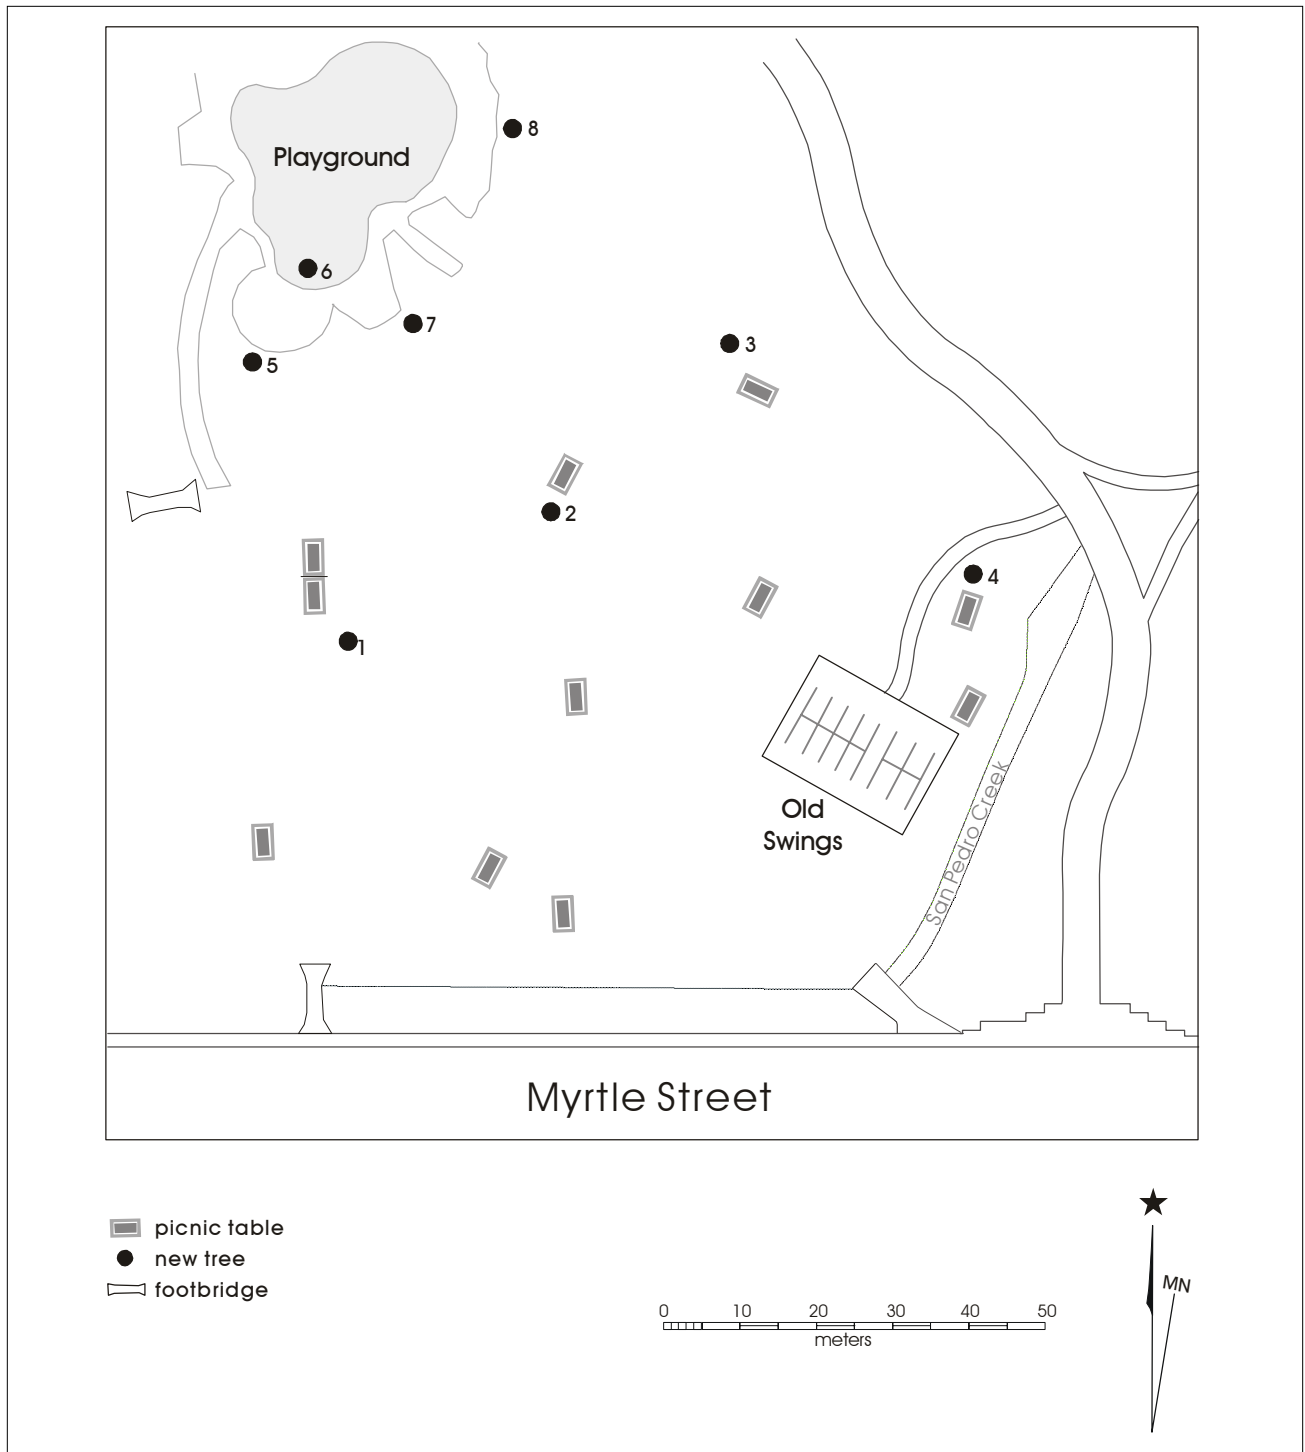 8
Playground
6
7
5
3
2
4
1
Old
Swings
San Pedro Creek
Myrtle Street
picnic table
new tree
footbridge
MN
0 10 20 30 40 50
meters